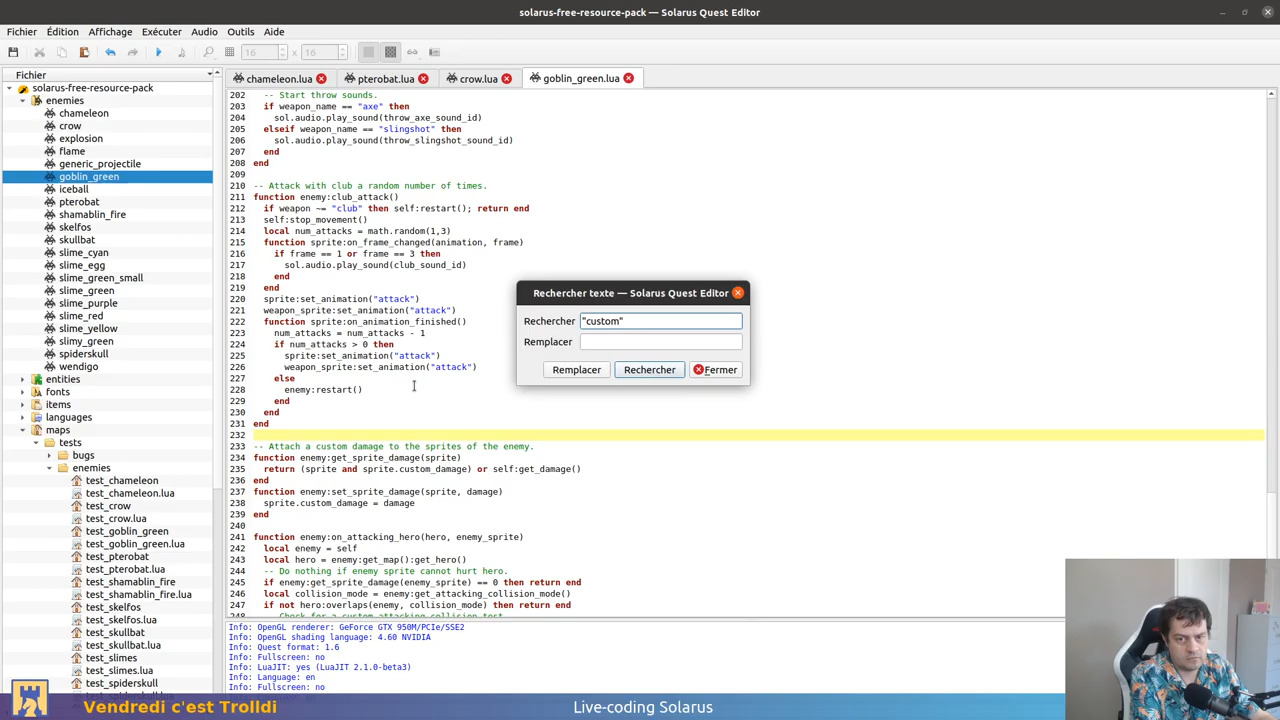 solarus-free-resource-pack — Solarus Quest Editor
Fichier Édition Affichage Exécuter Audio Outils Aide
16 x 16
Fichier
solarus-free-resource-pack
enemies
chameleon
crow
explosion
flame
generic_projectile
goblin_green
iceball
pterobat
shamablin_fire
skelfos
skullbat
slime_cyan
slime_egg
slime_green_small
slime_green
slime_purple
slime_red
slime_yellow
slimy_green
spiderskull
wendigo
entities
fonts
items
languages
maps
tests
bugs
enemies
test_chameleon
test_chameleon.lua
test_crow
test_crow.lua
test_goblin_green
test_goblin_green.lua
test_pterobat
test_pterobat.lua
test_shamablin_fire
test_shamablin_fire.lua
test_skelfos
test_skelfos.lua
test_skullbat
test_skullbat.lua
test_slimes
test_slimes.lua
test_spiderskull
chameleon.lua pterobat.lua crow.lua goblin_green.lua
202 -- Start throw sounds.
203 if weapon_name == "axe" then
204 sol.audio.play_sound(throw_axe_sound_id)
205 elseif weapon_name == "slingshot" then
206 sol.audio.play_sound(throw_slingshot_sound_id)
207 end
208 end
209
210 -- Attack with club a random number of times.
211 function enemy:club_attack()
212 if weapon ~= "club" then self:restart(); return end
213 self:stop_movement()
214 local num_attacks = math.random(1,3)
215 function sprite:on_frame_changed(animation, frame)
216 if frame == 1 or frame == 3 then
217 sol.audio.play_sound(club_sound_id)
218 end
219 end
220 sprite:set_animation("attack")
221 weapon_sprite:set_animation("attack")
222 function sprite:on_animation_finished()
223 num_attacks = num_attacks - 1
224 if num_attacks > 0 then
225 sprite:set_animation("attack")
226 weapon_sprite:set_animation("attack")
227 else
228 enemy:restart()
229 end
230 end
231 end
232
233 -- Attach a custom damage to the sprites of the enemy.
234 function enemy:get_sprite_damage(sprite)
235 return (sprite and sprite.custom_damage) or self:get_damage()
236 end
237 function enemy:set_sprite_damage(sprite, damage)
238 sprite.custom_damage = damage
239 end
240
241 function enemy:on_attacking_hero(hero, enemy_sprite)
242 local enemy = self
243 local hero = enemy:get_map():get_hero()
244 -- Do nothing if enemy sprite cannot hurt hero.
245 if enemy:get_sprite_damage(enemy_sprite) == 0 then return end
246 local collision_mode = enemy:get_attacking_collision_mode()
247 if not hero:overlaps(enemy, collision_mode) then return end
Rechercher texte — Solarus Quest Editor
Rechercher "custom"
Remplacer
Remplacer Rechercher Fermer
Info: OpenGL renderer: GeForce GTX 950M/PCIe/SSE2
Info: OpenGL shading language: 4.60 NVIDIA
Info: Quest format: 1.6
Info: Fullscreen: no
Info: LuaJIT: yes (LuaJIT 2.1.0-beta3)
Info: Language: en
Info: Fullscreen: no
Vendredi c'est Trolldi
Live-coding Solarus